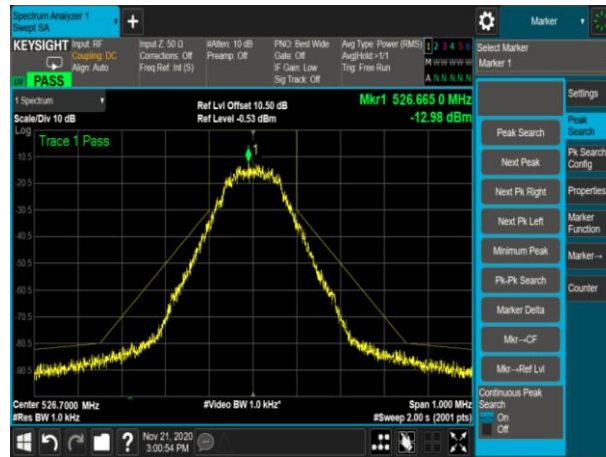 Spectrum Analyzer 1
Swept SA
+
Marker
KEYSIGHT
Input: RF
Coupling: DC
Align: Auto
Input Z: 50 Ω
Corrections: Off
Freq Ref: Int (S)
#Atten: 10 dB
Preamp: Off
PNO: Best Wide
Gate: Off
IF Gain: Low
Sig Track: Off
Avg Type: Power (RMS)
Avg|Hold:>1/1
Trig: Free Run
1 2 3 4 5 6
M W W W W W
A N N N N N
PASS
Select Marker
Marker 1
1 Spectrum
Scale/Div 10 dB
Ref Lvl Offset 10.50 dB
Ref Level -0.53 dBm
Mkr1 526.665 0 MHz
-12.98 dBm
Log
Trace 1 Pass
1
-10.5
-30.5
-40.5
-50.5
-60.5
-80.5
-90.5
Center 526.7000 MHz
#Res BW 1.0 kHz
#Video BW 1.0 kHz*
Span 1.000 MHz
#Sweep 2.00 s (2001 pts)
Peak Search
Next Peak
Next Pk Right
Next Pk Left
Minimum Peak
Pk-Pk Search
Marker Delta
Mkr→CF
Mkr→Ref Lvl
Continuous Peak
Search
On
Off
Settings
Peak
Search
Pk Search
Config
Properties
Marker
Function
Marker→
Counter
?
Nov 21, 2020
3:00:54 PM